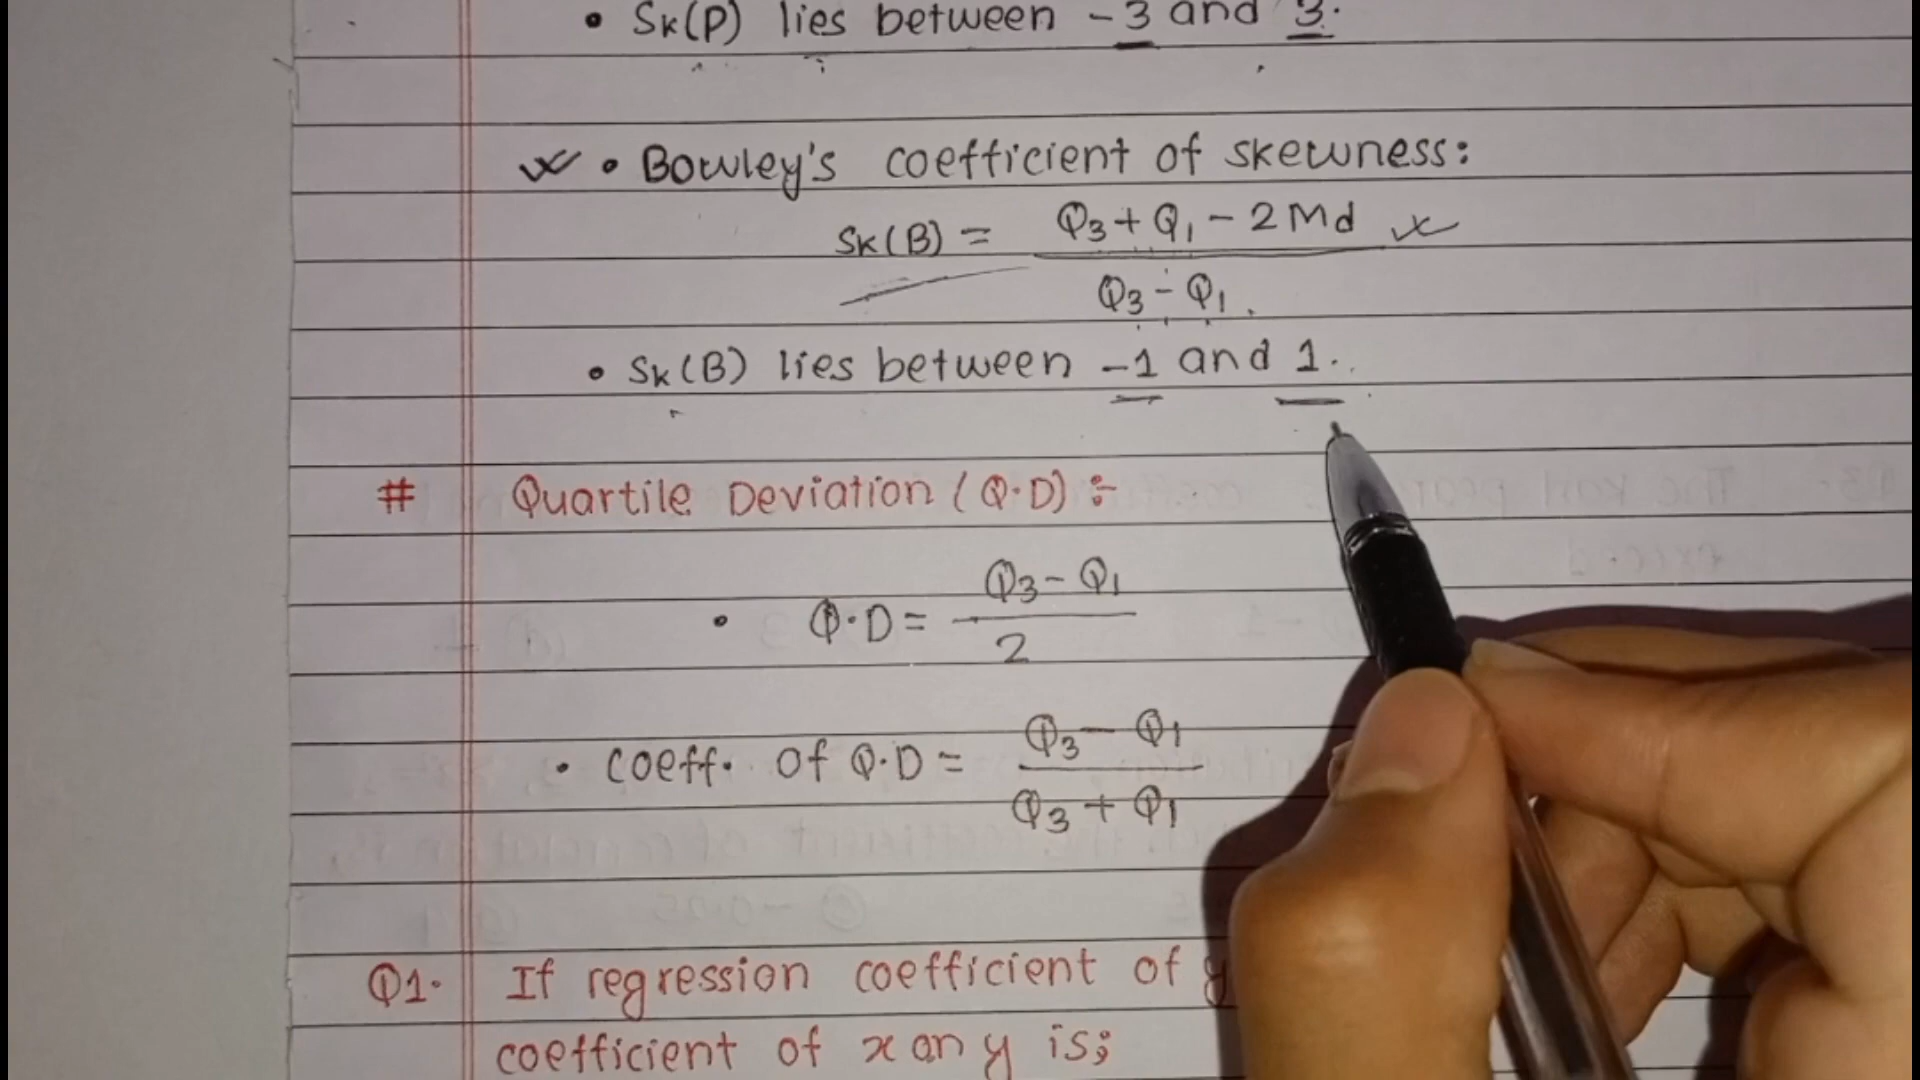 • Sk(P) lies between -3 and 3.
• Bowley's coefficient of skewness:
Sk(B) = (Q3 + Q1 - 2Md) / (Q3 - Q1)
• Sk(B) lies between -1 and 1.
# Quartile Deviation (Q.D) :-
• Q.D = (Q3 - Q1) / 2
• coeff. of Q.D = (Q3 - Q1) / (Q3 + Q1)
Q1. If regression coefficient of y
coefficient of x on y is;